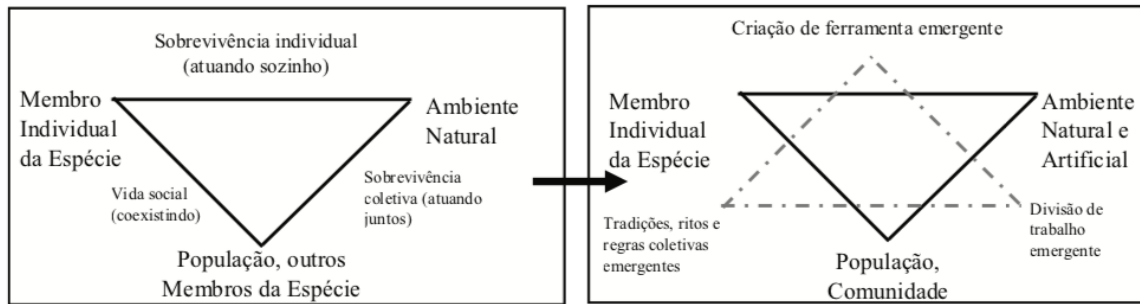 Sobrevivência individual
(atuando sozinho)
Membro
Individual
da Espécie
Ambiente
Natural
Vida social
(coexistindo)
Sobrevivência
coletiva (atuando
juntos)
População, outros
Membros da Espécie
Criação de ferramenta emergente
Membro
Individual
da Espécie
Ambiente
Natural e
Artificial
Tradições, ritos e
regras coletivas
emergentes
Divisão de
trabalho
emergente
População,
Comunidade